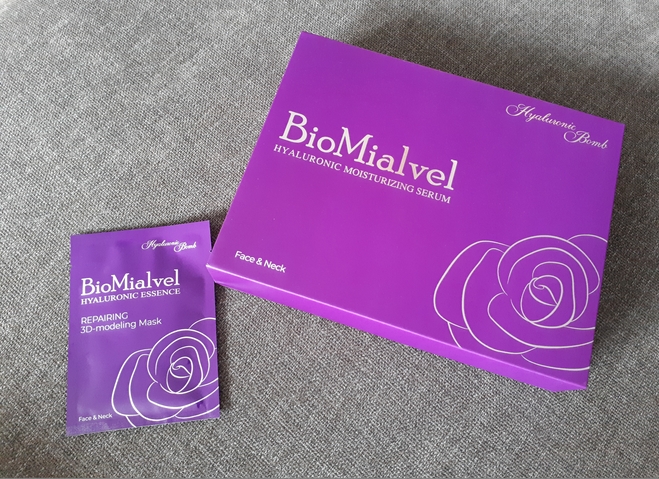 Hyaluronic
Bomb
BioMialvel
HYALURONIC MOISTURIZING SERUM
Face & Neck
Hyaluronic
Bomb
BioMialvel
HYALURONIC ESSENCE
REPAIRING
3D-modeling Mask
Face & Neck